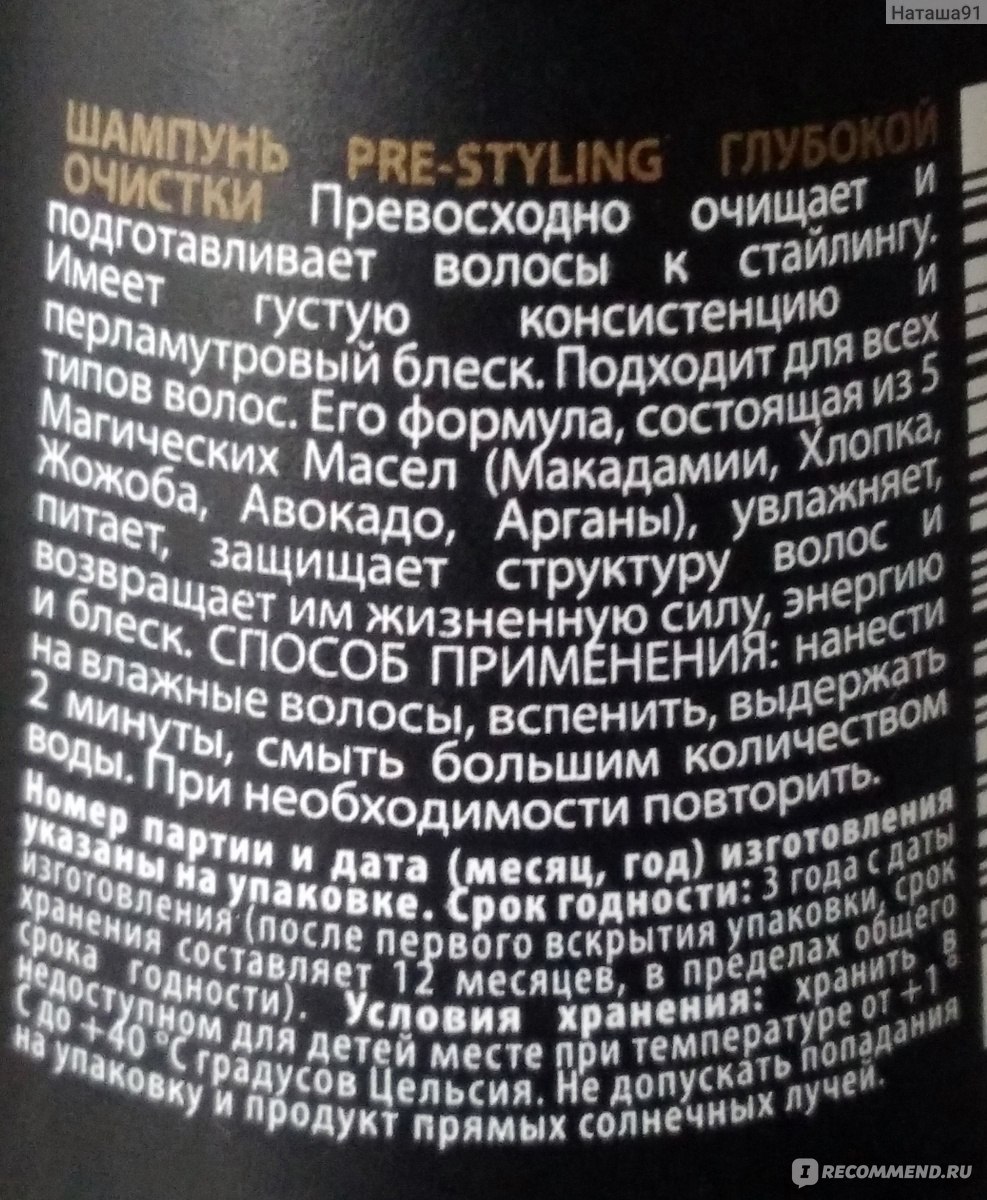 Наташа91
ШАМПУНЬ PRE-STYLING ГЛУБОКОЙ
ОЧИСТКИ Превосходно очищает и
подготавливает волосы к стайлингу.
Имеет густую консистенцию и
перламутровый блеск. Подходит для всех
типов волос. Его формула, состоящая из 5
Магических Масел (Макадамии, Хлопка,
Жожоба, Авокадо, Арганы), увлажняет,
питает, защищает структуру волос и
возвращает им жизненную силу, энергию
и блеск. СПОСОБ ПРИМЕНЕНИЯ: нанести
на влажные волосы, вспенить, выдержать
2 минуты, смыть большим количеством
воды. При необходимости повторить.
Номер партии и дата (месяц, год) изготовления
указаны на упаковке. Срок годности: 3 года с даты
изготовления (после первого вскрытия упаковки, срок
хранения составляет 12 месяцев, в пределах общего
срока годности). Условия хранения: хранить в
недоступном для детей месте при температуре от +1 °
С до +40 °С градусов Цельсия. Не допускать попадания
на упаковку и продукт прямых солнечных лучей.
IRECOMMEND.RU